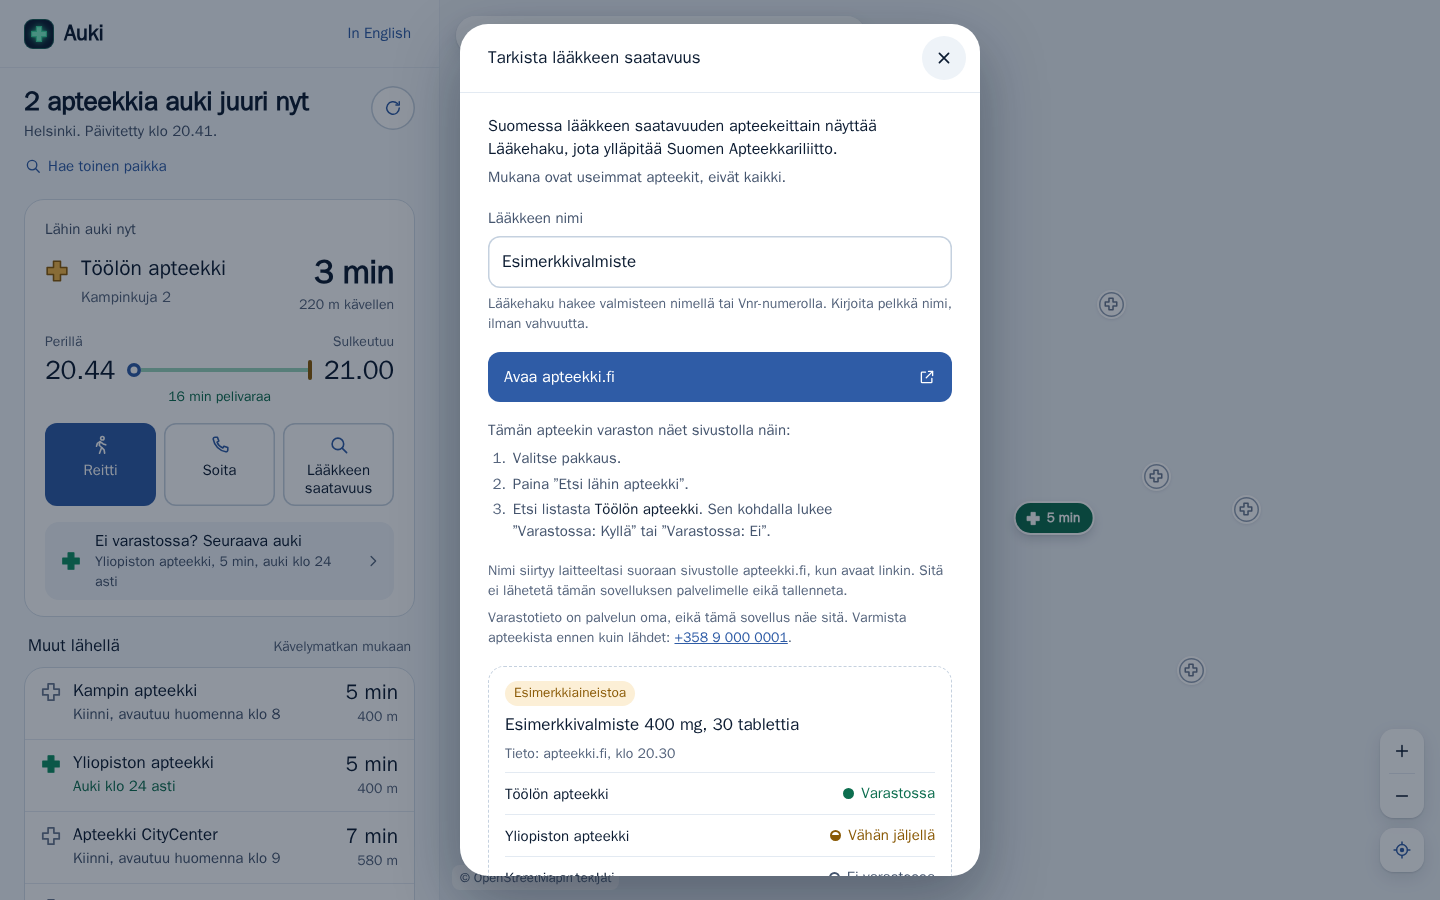 Auki
In English
2 apteekkia auki juuri nyt
Helsinki. Päivitetty klo 20.41.
Hae toinen paikka
Lähin auki nyt
Töölön apteekki
3 min
Kampinkuja 2
220 m kävellen
Perillä
Sulkeutuu
20.44
21.00
16 min pelivaraa
Reitti
Soita
Lääkkeen
saatavuus
Ei varastossa? Seuraava auki
Yliopiston apteekki, 5 min, auki klo 24
asti
Muut lähellä
Kävelymatkan mukaan
Kampin apteekki
5 min
Kiinni, avautuu huomenna klo 8
400 m
Yliopiston apteekki
5 min
Auki klo 24 asti
400 m
Apteekki CityCenter
7 min
Kiinni, avautuu huomenna klo 9
580 m
Tarkista lääkkeen saatavuus
Suomessa lääkkeen saatavuuden apteekeittain näyttää
Lääkehaku, jota ylläpitää Suomen Apteekkariliitto.
Mukana ovat useimmat apteekit, eivät kaikki.
Lääkkeen nimi
Esimerkkivalmiste
Lääkehaku hakee valmisteen nimellä tai Vnr-numerolla. Kirjoita pelkkä nimi,
ilman vahvuutta.
Avaa apteekki.fi
Tämän apteekin varaston näet sivustolla näin:
1. Valitse pakkaus.
2. Paina ”Etsi lähin apteekki”.
3. Etsi listasta Töölön apteekki. Sen kohdalla lukee
”Varastossa: Kyllä” tai ”Varastossa: Ei”.
Nimi siirtyy laitteeltasi suoraan sivustolle apteekki.fi, kun avaat linkin. Sitä
ei lähetetä tämän sovelluksen palvelimelle eikä tallenneta.
Varastotieto on palvelun oma, eikä tämä sovellus näe sitä. Varmista
apteekista ennen kuin lähdet: +358 9 000 0001.
Esimerkkiaineistoa
Esimerkkivalmiste 400 mg, 30 tablettia
Tieto: apteekki.fi, klo 20.30
Töölön apteekki
Varastossa
Yliopiston apteekki
Vähän jäljellä
Ei varastossa
5 min
© OpenStreetMapin tekijät